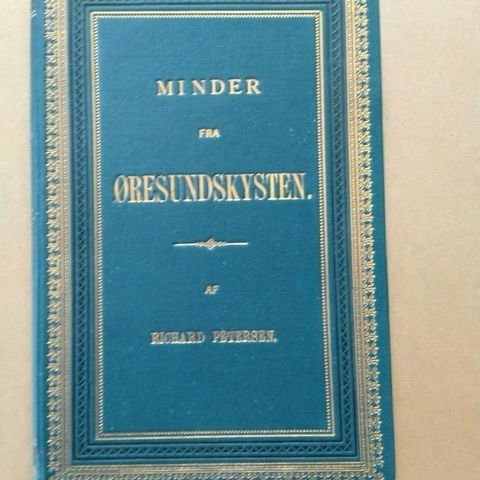 MINDER
FRA
ØRESUNDSKYSTEN.
AF
RICHARD PETERSEN.